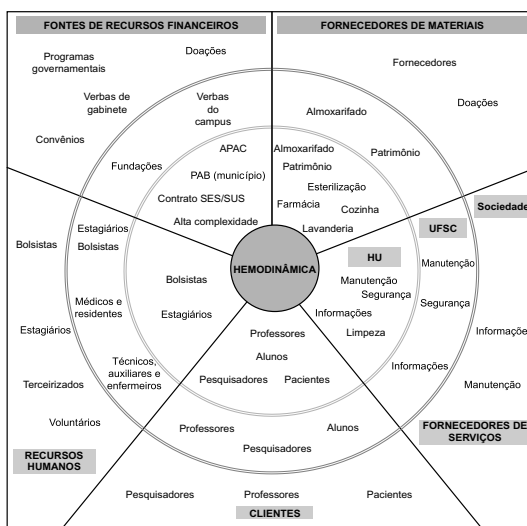 FONTES DE RECURSOS FINANCEIROS
Programas
governamentais
Doações
Verbas de
gabinete
Verbas
do
campus
Convênios
Fundações
APAC
PAB (município)
Contrato SES/SUS
Alta complexidade
FORNECEDORES DE MATERIAIS
Fornecedores
Doações
Almoxarifado
Patrimônio
Almoxarifado
Patrimônio
Esterilização
Farmácia
Cozinha
Lavanderia
Sociedade
UFSC
HU
HEMODINÂMICA
Manutenção
Segurança
Informações
Limpeza
Manutenção
Segurança
Informações
Informações
Manutenção
FORNECEDORES DE
SERVIÇOS
Estagiários
Bolsistas
Bolsistas
Bolsistas
Estagiários
Médicos e
residentes
Estagiários
Técnicos,
auxiliares e
enfermeiros
Terceirizados
Voluntários
RECURSOS
HUMANOS
Professores
Alunos
Pesquisadores
Pacientes
Professores
Alunos
Pesquisadores
Pesquisadores
Professores
Pacientes
CLIENTES